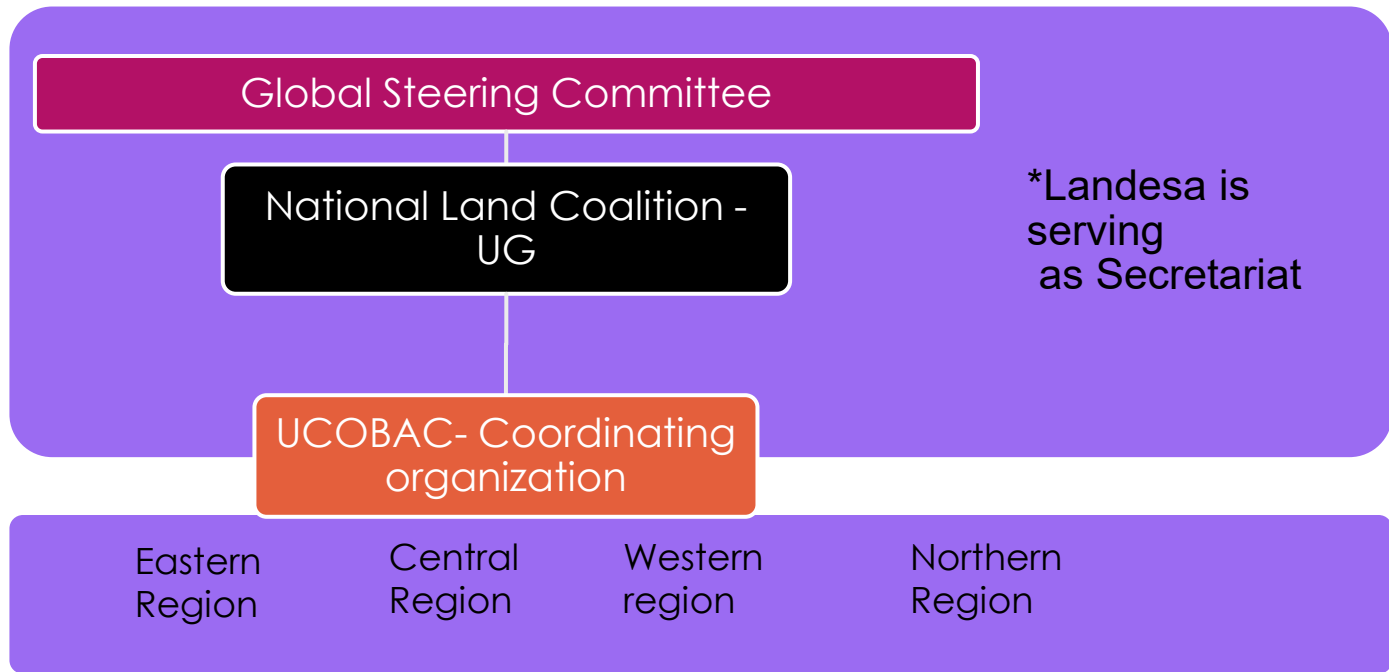 Global Steering Committee
National Land Coalition -
UG
*Landesa is
serving
as Secretariat
UCOBAC- Coordinating
organization
Eastern
Region
Central
Region
Western
region
Northern
Region